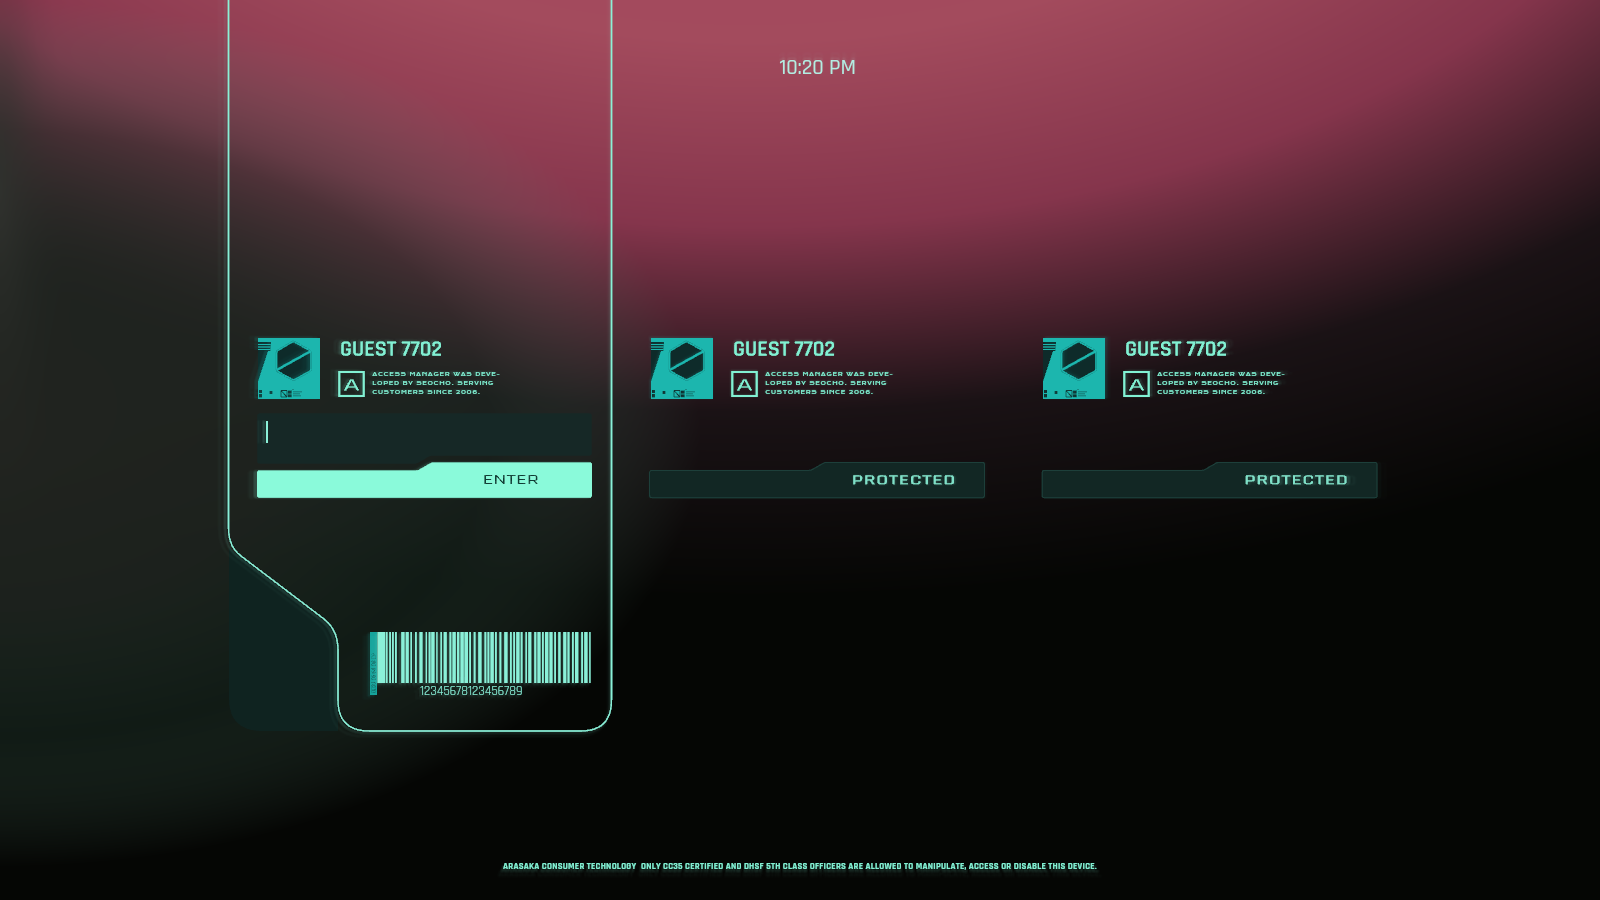 10:20 PM
GUEST 7702
A
ACCESS MANAGER WAS DEVE-
LOPED BY SEOCHO. SERVING
CUSTOMERS SINCE 2006.
ENTER
GUEST 7702
A
ACCESS MANAGER WAS DEVE-
LOPED BY SEOCHO. SERVING
CUSTOMERS SINCE 2006.
PROTECTED
GUEST 7702
A
ACCESS MANAGER WAS DEVE-
LOPED BY SEOCHO. SERVING
CUSTOMERS SINCE 2006.
PROTECTED
12345678123456789
ARASAKA CONSUMER TECHNOLOGY ONLY CC35 CERTIFIED AND DHSF 5TH CLASS OFFICERS ARE ALLOWED TO MANIPULATE, ACCESS OR DISABLE THIS DEVICE.